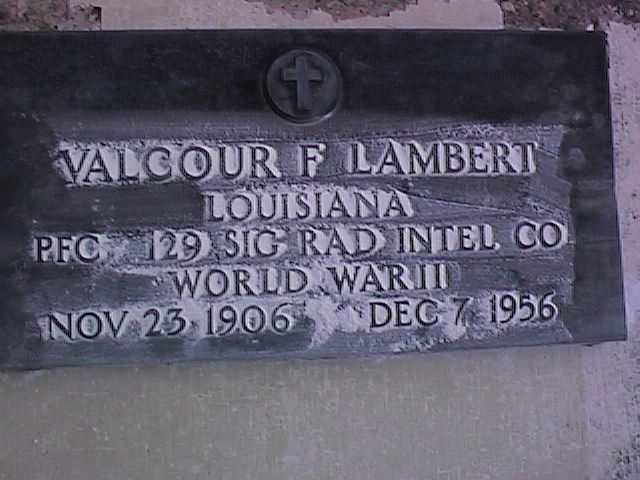 VALCOUR F LAMBERT
LOUISIANA
PFC 129 SIG RAD INTEL CO
WORLD WAR II
NOV 23 1906 DEC 7 1956